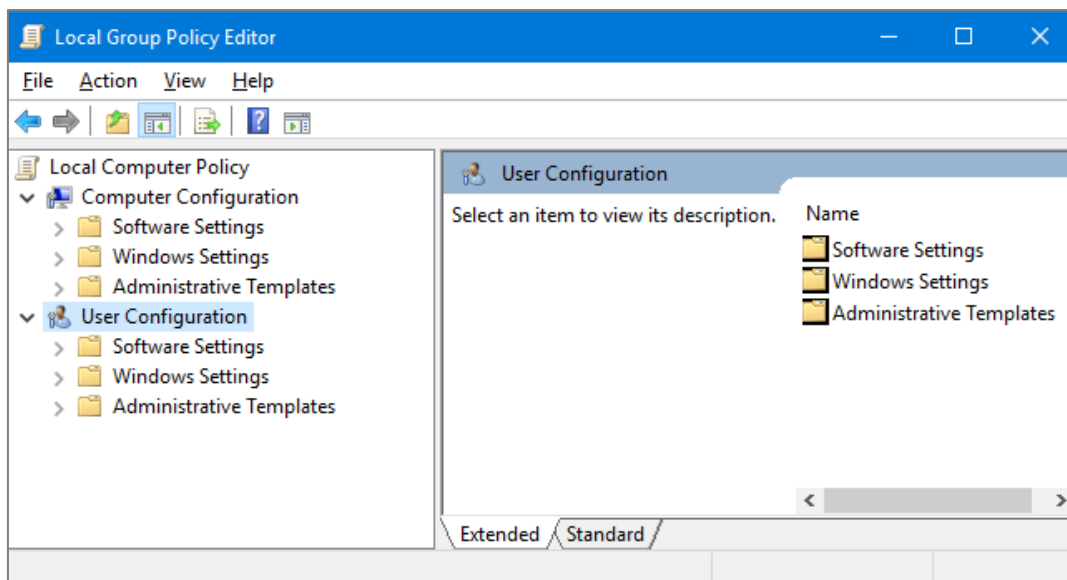 Local Group Policy Editor
File Action View Help
Local Computer Policy
Computer Configuration
Software Settings
Windows Settings
Administrative Templates
User Configuration
Software Settings
Windows Settings
Administrative Templates
User Configuration
Select an item to view its description.
Name
Software Settings
Windows Settings
Administrative Templates
Extended Standard